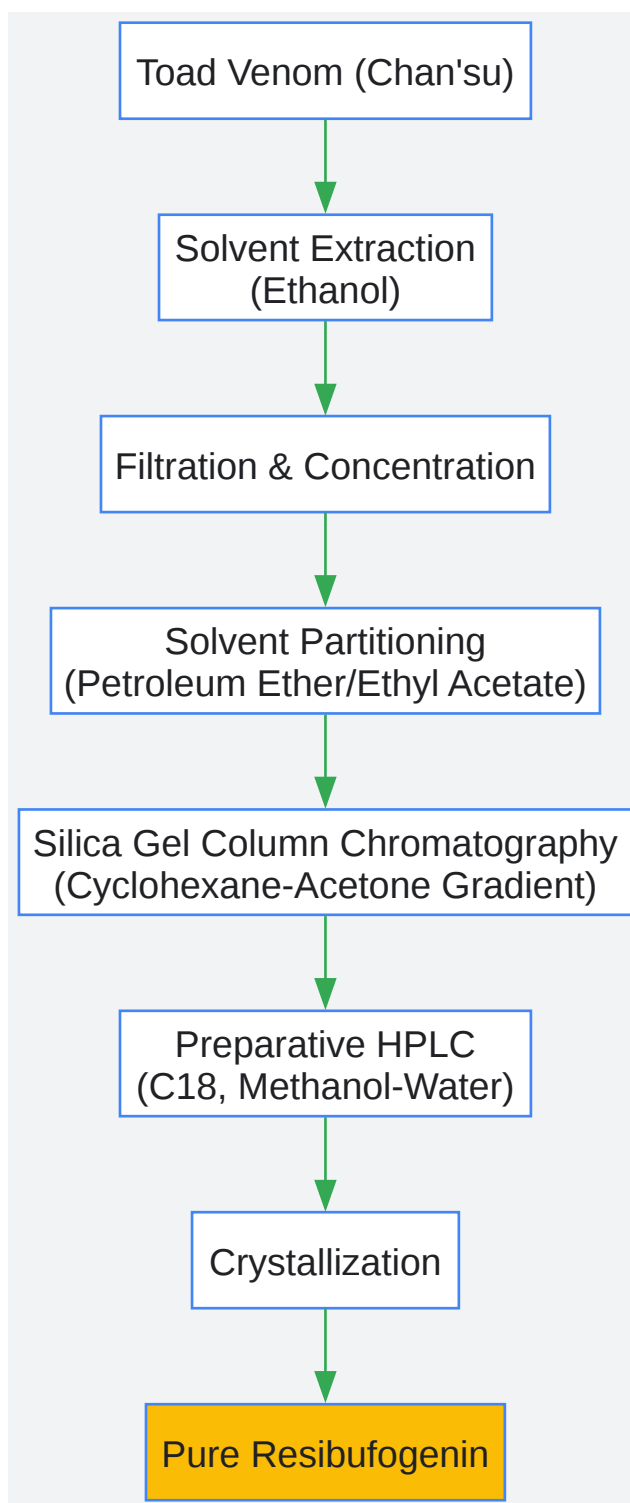 Toad Venom (Chan'su)
Solvent Extraction
(Ethanol)
Filtration & Concentration
Solvent Partitioning
(Petroleum Ether/Ethyl Acetate)
Silica Gel Column Chromatography
(Cyclohexane-Acetone Gradient)
Preparative HPLC
(C18, Methanol-Water)
Crystallization
Pure Resibufogenin